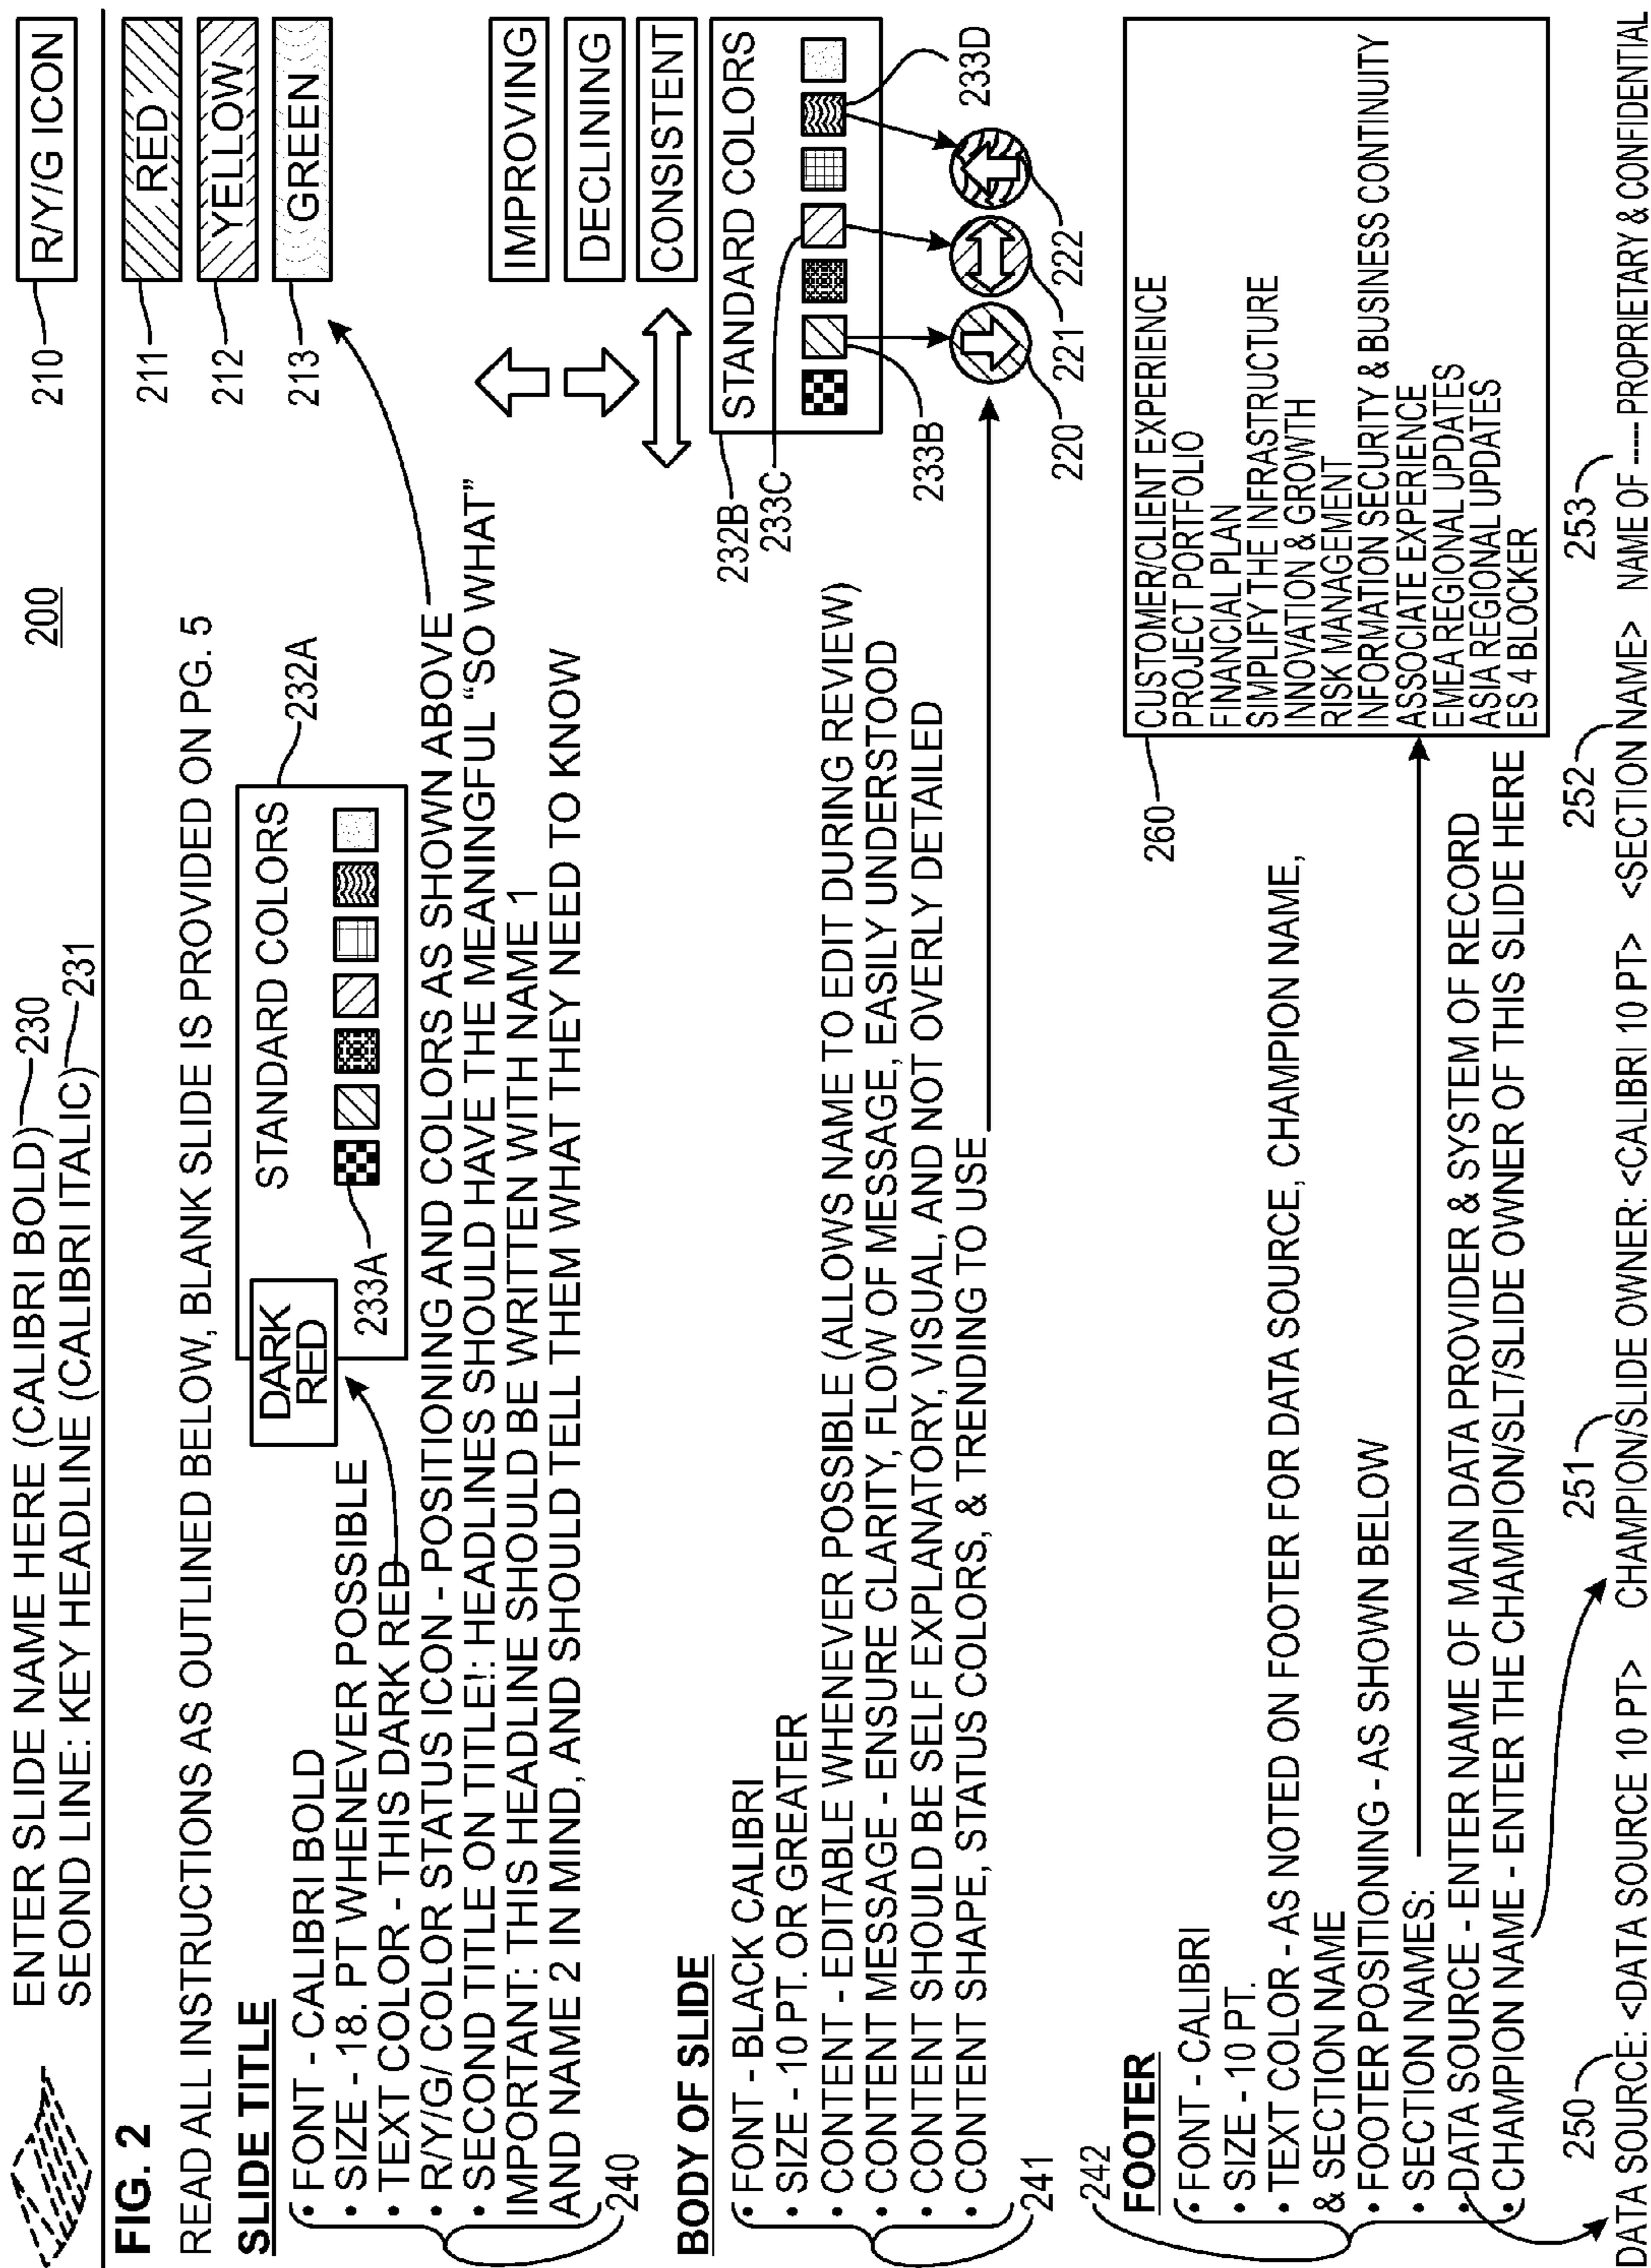 ENTER SLIDE NAME HERE (CALIBRI BOLD) 230
SECOND LINE: KEY HEADLINE (CALIBRI ITALIC) 231
200
210 R/Y/G ICON
FIG. 2
READ ALL INSTRUCTIONS AS OUTLINED BELOW, BLANK SLIDE IS PROVIDED ON PG. 5
211 RED
212 YELLOW
213 GREEN
SLIDE TITLE
• FONT - CALIBRI BOLD
• SIZE - 18. PT WHENEVER POSSIBLE
• TEXT COLOR - THIS DARK RED
• R/Y/G/ COLOR STATUS ICON - POSITIONING AND COLORS AS SHOWN ABOVE
• SECOND TITLE ON TITLE!: HEADLINES SHOULD HAVE THE MEANINGFUL "SO WHAT"
IMPORTANT: THIS HEADLINE SHOULD BE WRITTEN WITH NAME 1
AND NAME 2 IN MIND, AND SHOULD TELL THEM WHAT THEY NEED TO KNOW
240
DARK
RED
STANDARD COLORS
232A
233A
IMPROVING
DECLINING
CONSISTENT
BODY OF SLIDE
• FONT - BLACK CALIBRI
SIZE - 10 PT. OR GREATER
• CONTENT - EDITABLE WHENEVER POSSIBLE (ALLOWS NAME TO EDIT DURING REVIEW)
• CONTENT MESSAGE - ENSURE CLARITY, FLOW OF MESSAGE, EASILY UNDERSTOOD
• CONTENT SHOULD BE SELF EXPLANATORY, VISUAL, AND NOT OVERLY DETAILED
• CONTENT SHAPE, STATUS COLORS, & TRENDING TO USE
241
STANDARD COLORS
232B
233C
233B
233D
220
221
222
242
FOOTER
• FONT - CALIBRI
• SIZE - 10 PT.
• TEXT COLOR - AS NOTED ON FOOTER FOR DATA SOURCE, CHAMPION NAME,
& SECTION NAME
• FOOTER POSITIONING - AS SHOWN BELOW
• SECTION NAMES:
• DATA SOURCE - ENTER NAME OF MAIN DATA PROVIDER & SYSTEM OF RECORD
• CHAMPION NAME - ENTER THE CHAMPION/SLT/SLIDE OWNER OF THIS SLIDE HERE
260
CUSTOMER/CLIENT EXPERIENCE
PROJECT PORTFOLIO
FINANCIAL PLAN
SIMPLIFY THE INFRASTRUCTURE
INNOVATION & GROWTH
RISK MANAGEMENT
INFORMATION SECURITY & BUSINESS CONTINUITY
ASSOCIATE EXPERIENCE
EMEA REGIONAL UPDATES
ASIA REGIONAL UPDATES
ES 4 BLOCKER
250 251 252 253
DATA SOURCE: <DATA SOURCE 10 PT> CHAMPION/SLIDE OWNER: <CALIBRI 10 PT> <SECTION NAME> NAME OF ----- PROPRIETARY & CONFIDENTIAL